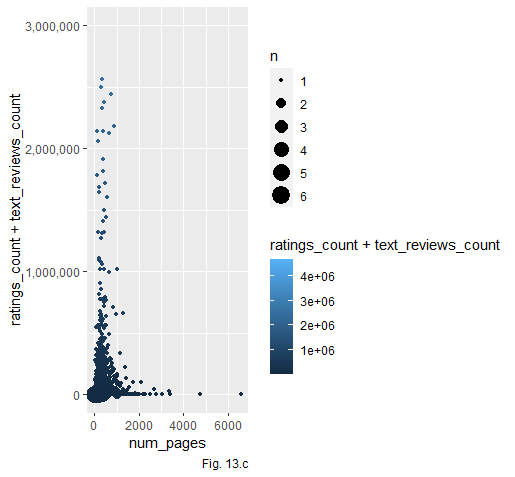 3,000,000
2,000,000
1,000,000
0
ratings_count + text_reviews_count
0 2000 4000 6000
num_pages
Fig. 13.c
n
1
2
3
4
5
6
ratings_count + text_reviews_count
4e+06
3e+06
2e+06
1e+06